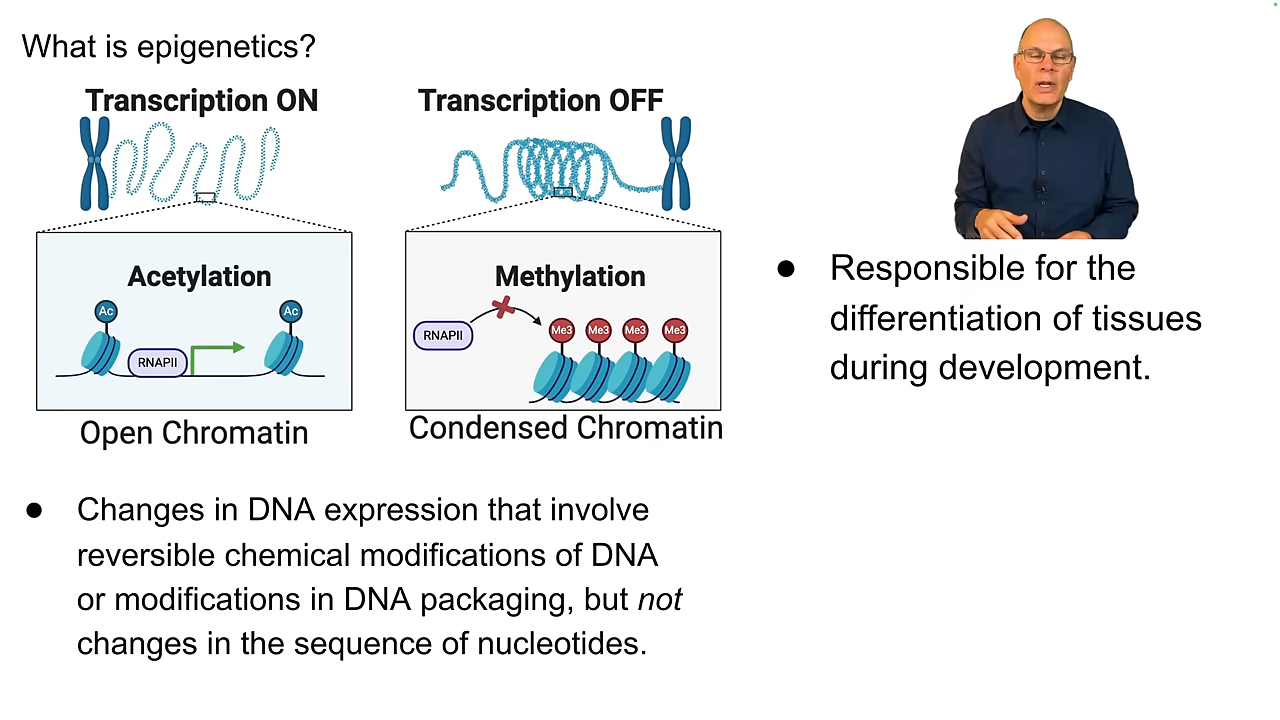 What is epigenetics?
Transcription ON
Transcription OFF
Acetylation
Ac
Ac
RNAPII
Open Chromatin
Methylation
RNAPII
Me3
Me3
Me3
Me3
Condensed Chromatin
● Responsible for the
differentiation of tissues
during development.
● Changes in DNA expression that involve
reversible chemical modifications of DNA
or modifications in DNA packaging, but not
changes in the sequence of nucleotides.